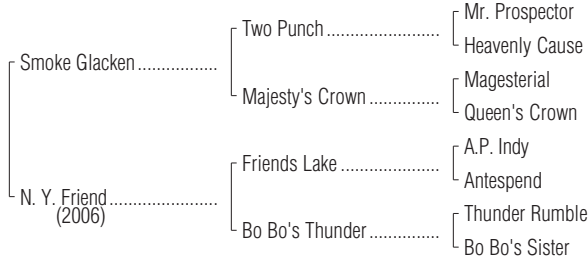 Mr. Prospector
Two Punch
Heavenly Cause
Smoke Glacken
Magesterial
Majesty's Crown
Queen's Crown
A.P. Indy
Friends Lake
Antespend
N. Y. Friend
(2006)
Thunder Rumble
Bo Bo's Thunder
Bo Bo's Sister